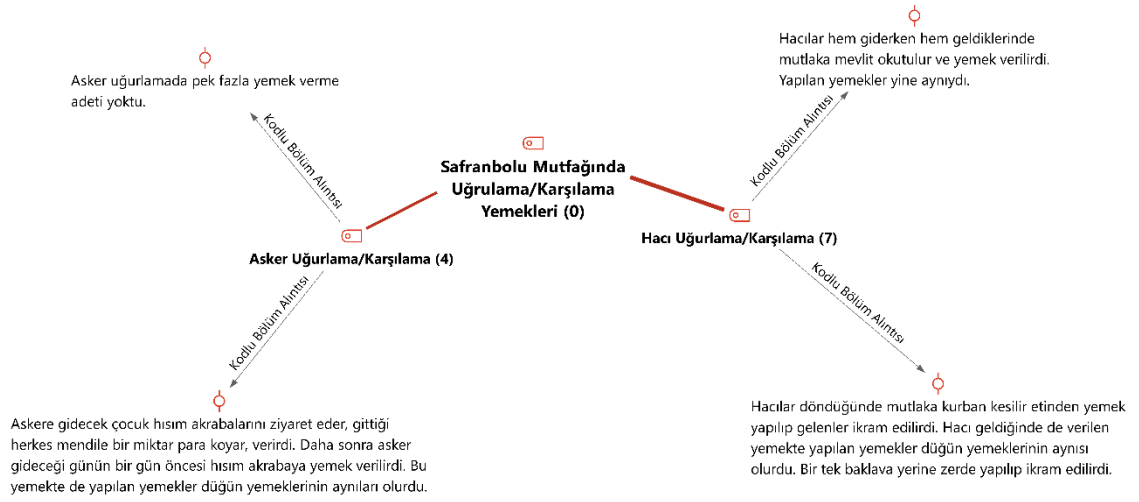 Asker uğurlamada pek fazla yemek verme
adeti yoktu.
Hacılar hem giderken hem geldiklerinde
mutlaka mevlit okutulur ve yemek verilirdi.
Yapılan yemekler yine aynıydı.
Kodlu Bölüm Alıntısı
Kodlu Bölüm Alıntısı
Safranbolu Mutfağında
Uğrulama/Karşılama
Yemekleri (0)
Asker Uğurlama/Karşılama (4)
Hacı Uğurlama/Karşılama (7)
Kodlu Bölüm Alıntısı
Kodlu Bölüm Alıntısı
Askere gidecek çocuk hısım akrabalarını ziyaret eder, gittiği
herkes mendile bir miktar para koyar, verirdi. Daha sonra asker
gideceği günün bir gün öncesi hısım akrabaya yemek verilirdi. Bu
yemekte de yapılan yemekler düğün yemeklerinin aynıları olurdu.
Hacılar döndüğünde mutlaka kurban kesilir etinden yemek
yapılıp gelenler ikram edilirdi. Hacı geldiğinde de verilen
yemekte yapılan yemekler düğün yemeklerinin aynısı
olurdu. Bir tek baklava yerine zerde yapılıp ikram edilirdi.